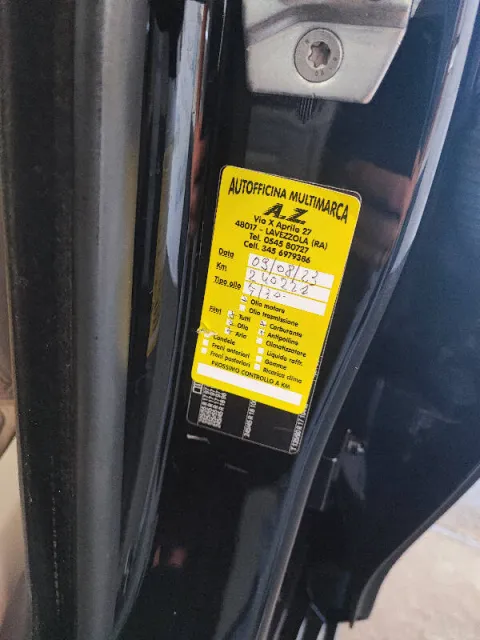 AUTOFFICINA MULTIMARCA
A.Z.
Via X Aprile 27
48017 - LAVEZZOLA (RA)
Tel. 0545 80727
Cell. 345 6979386
Data 09/08/23
Km
Tipo olio 5/30
Olio motore
Olio trasmissione
Filtri Tutti Carburante
Olio Antipolline
Aria Climatizzatore
Candele Liquido raffr.
Freni anteriori Gomme
Freni posteriori Ricarica clima
PROSSIMO CONTROLLO A KM.